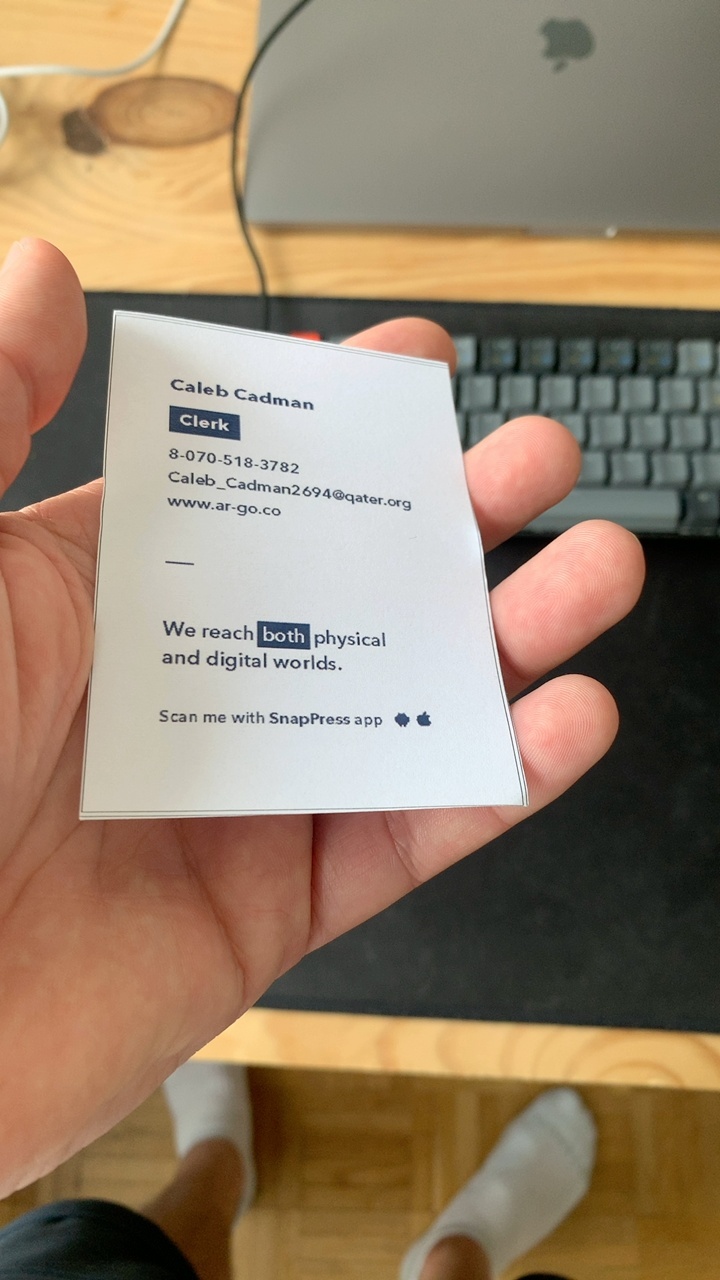 Caleb Cadman
Clerk
8-070-518-3782
Caleb_Cadman2694@qater.org
www.ar-go.co
We reach both physical
and digital worlds.
Scan me with SnapPress app